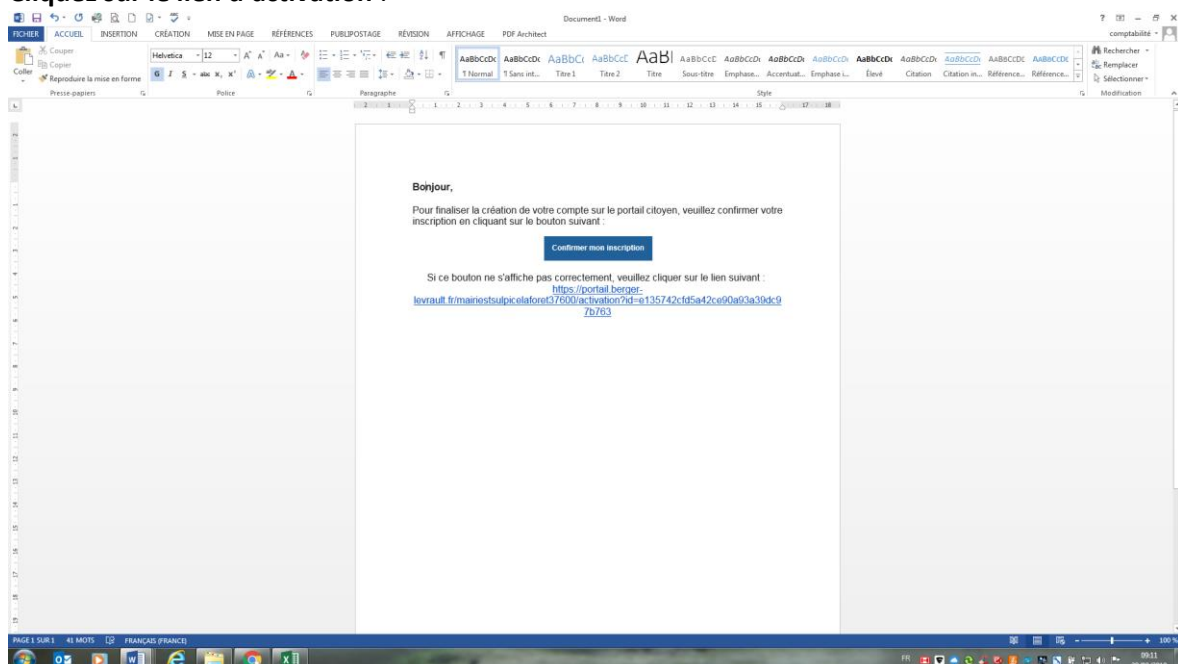 Cliquez sur le lien d'activation :
Document1 - Word
FICHIER ACCUEIL INSERTION CRÉATION MISE EN PAGE RÉFÉRENCES PUBLIPOSTAGE RÉVISION AFFICHAGE PDF Architect
comptabilité
Couper
Copier
Reproduire la mise en forme
Coller
Presse-papiers
Helvetica 12
Police
Paragraphe
AaBbCcDc AaBbCcDc AaBbCc AaBbCcC AaBl AaBbCcC AaBbCcDc AaBbCcDc AaBbCcDc AaBbCcDc AaBbCcDc AaBbCcDc AaBbCcDc AaBbCcDc
¶ Normal ¶ Sans int... Titre 1 Titre 2 Titre Sous-titre Emphase... Accentuat... Emphase i... Élevé Citation Citation in... Référence... Référence...
Style
Rechercher
Remplacer
Sélectionner
Modification
Bonjour,
Pour finaliser la création de votre compte sur le portail citoyen, veuillez confirmer votre
inscription en cliquant sur le bouton suivant :
Confirmer mon inscription
Si ce bouton ne s'affiche pas correctement, veuillez cliquer sur le lien suivant :
https://portail.berger-
levrault.fr/mairiestsulpicelaforet37600/activation?id=e135742cfd5a42ce90a93a39dc9
7b763
PAGE 1 SUR 1 41 MOTS FRANÇAIS (FRANCE)
100 %
FR
09:11